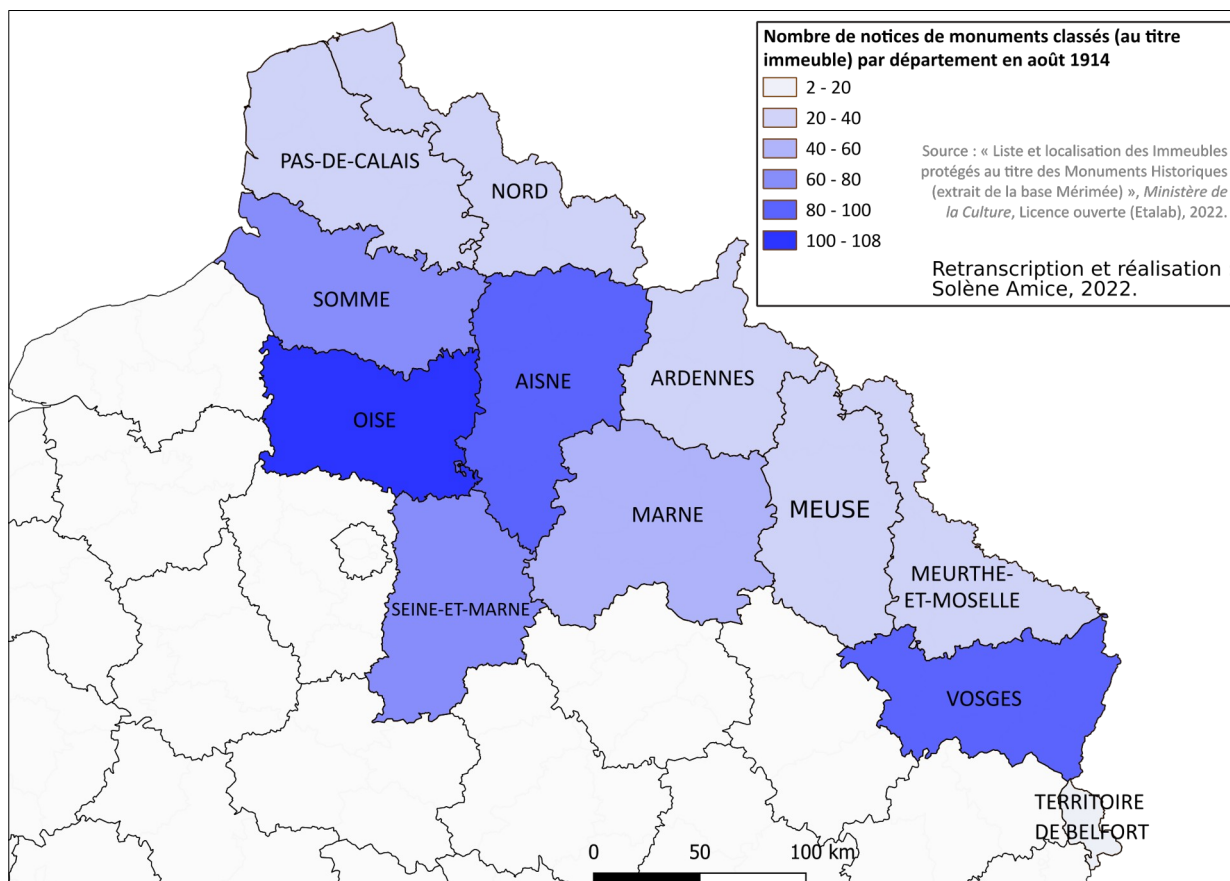 Nombre de notices de monuments classés (au titre
immeuble) par département en août 1914
2 - 20
20 - 40
40 - 60
60 - 80
80 - 100
100 - 108
Source : « Liste et localisation des Immeubles
protégés au titre des Monuments Historiques
(extrait de la base Mérimée) », Ministère de
la Culture, Licence ouverte (Etalab), 2022.
Retranscription et réalisation
Solène Amice, 2022.
PAS-DE-CALAIS
NORD
SOMME
AISNE
ARDENNES
OISE
MARNE
MEUSE
MEURTHE-
ET-MOSELLE
SEINE-ET-MARNE
VOSGES
TERRITOIRE
DE BELFORT
0 50 100 km